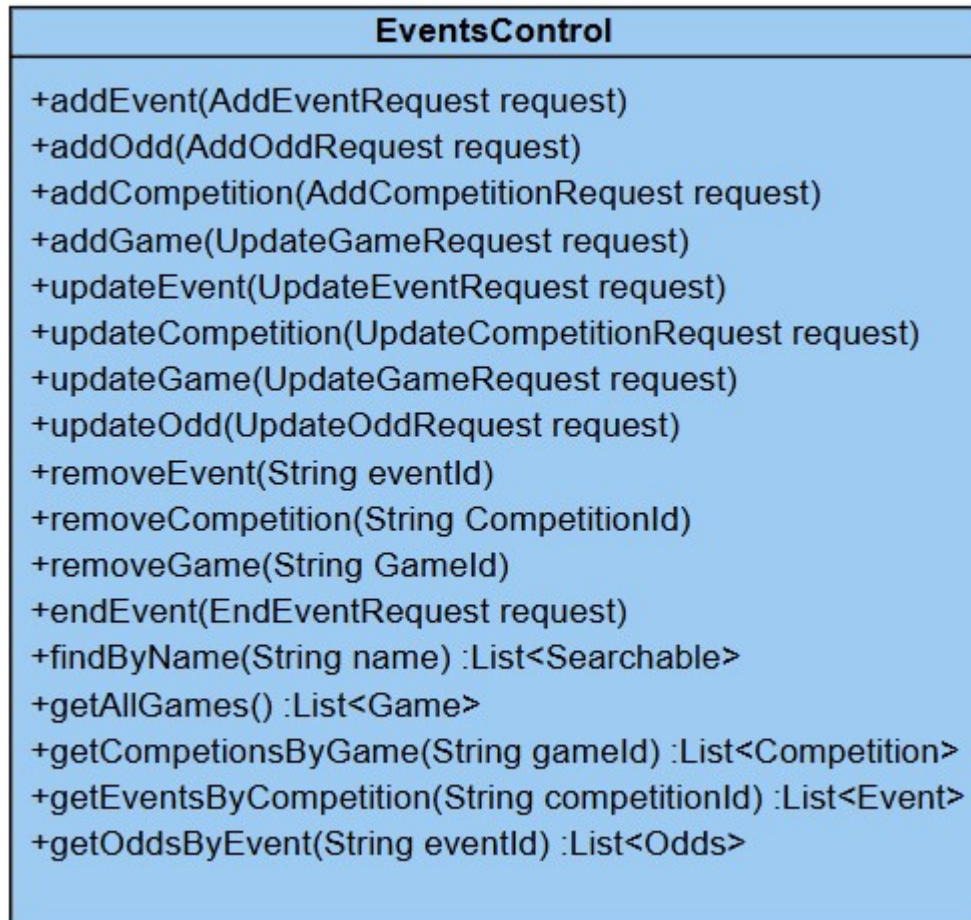 EventsControl
+addEvent(AddEventRequest request)
+addOdd(AddOddRequest request)
+addCompetition(AddCompetitionRequest request)
+addGame(UpdateGameRequest request)
+updateEvent(UpdateEventRequest request)
+updateCompetition(UpdateCompetitionRequest request)
+updateGame(UpdateGameRequest request)
+updateOdd(UpdateOddRequest request)
+removeEvent(String eventId)
+removeCompetition(String CompetitionId)
+removeGame(String GameId)
+endEvent(EndEventRequest request)
+findByName(String name) :List<Searchable>
+getAllGames() :List<Game>
+getCompetionsByGame(String gameId) :List<Competition>
+getEventsByCompetition(String competitionId) :List<Event>
+getOddsByEvent(String eventId) :List<Odds>